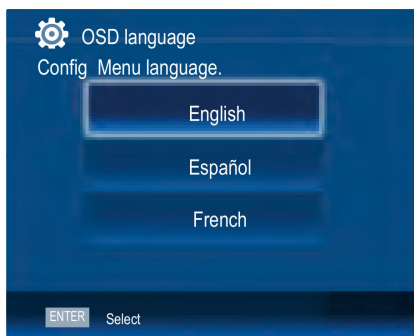 OSD language
Config Menu language.
English
Español
French
ENTER Select